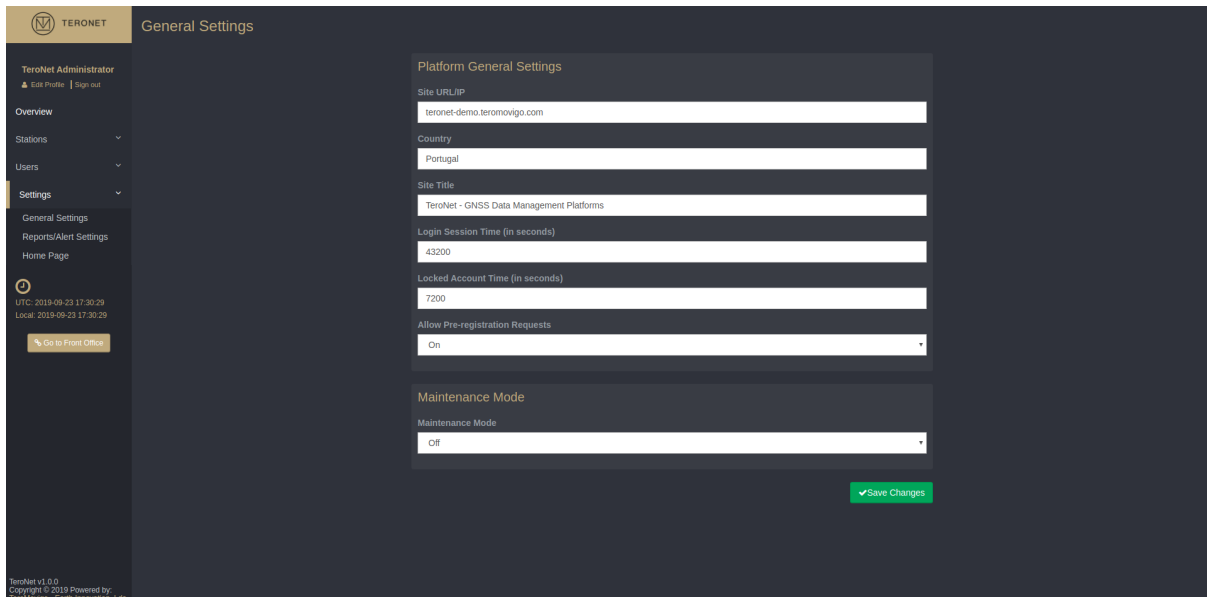 TERONET
General Settings
TeroNet Administrator
Edit Profile | Sign out
Overview
Stations
Users
Settings
General Settings
Reports/Alert Settings
Home Page
UTC: 2019-09-23 17:30:29
Local: 2019-09-23 17:30:29
Go to Front Office
Platform General Settings
Site URL/IP
teronet-demo.teromovigo.com
Country
Portugal
Site Title
TeroNet - GNSS Data Management Platforms
Login Session Time (in seconds)
43200
Locked Account Time (in seconds)
7200
Allow Pre-registration Requests
On
Maintenance Mode
Maintenance Mode
Off
Save Changes
TeroNet v1.0.0
Copyright © 2019 Powered by: